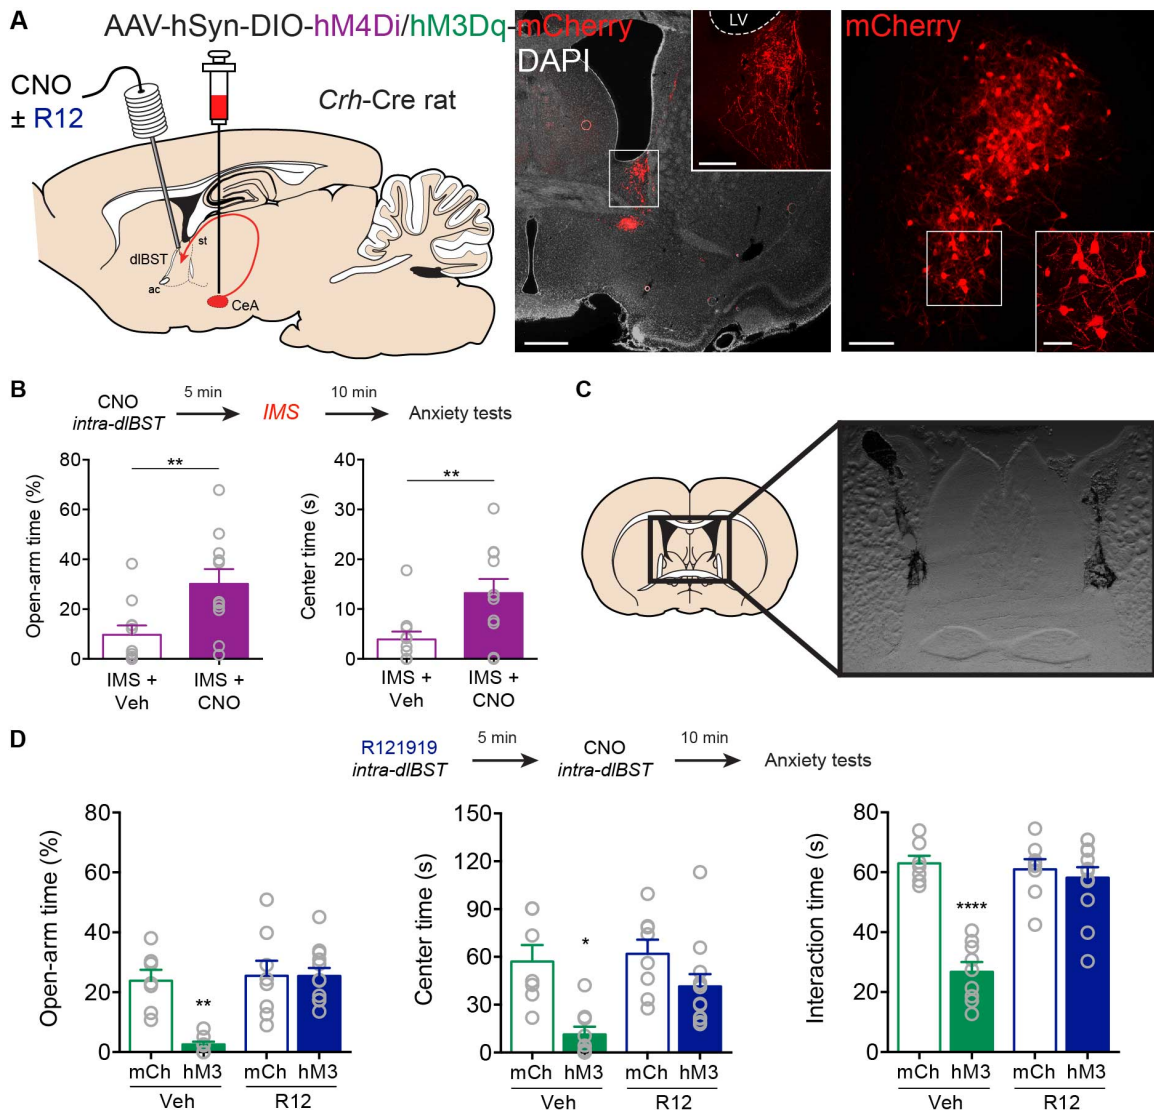 A
AAV-hSyn-DIO-hM4Di/hM3Dq-mCherry
DAPI
LV
mCherry
CNO
± R12
Crh-Cre rat
st
dlBST
ac
CeA
B
CNO
intra-dlBST
5 min
IMS
10 min
Anxiety tests
Open-arm time (%)
80
60
40
20
0
**
IMS +
Veh
IMS +
CNO
Center time (s)
40
30
20
10
0
**
IMS +
Veh
IMS +
CNO
C
D
R121919
intra-dlBST
5 min
CNO
intra-dlBST
10 min
Anxiety tests
Open-arm time (%)
80
60
40
20
0
**
mCh hM3 mCh hM3
Veh R12
Center time (s)
150
120
90
60
30
0
*
mCh hM3 mCh hM3
Veh R12
Interaction time (s)
80
60
40
20
0
****
mCh hM3 mCh hM3
Veh R12